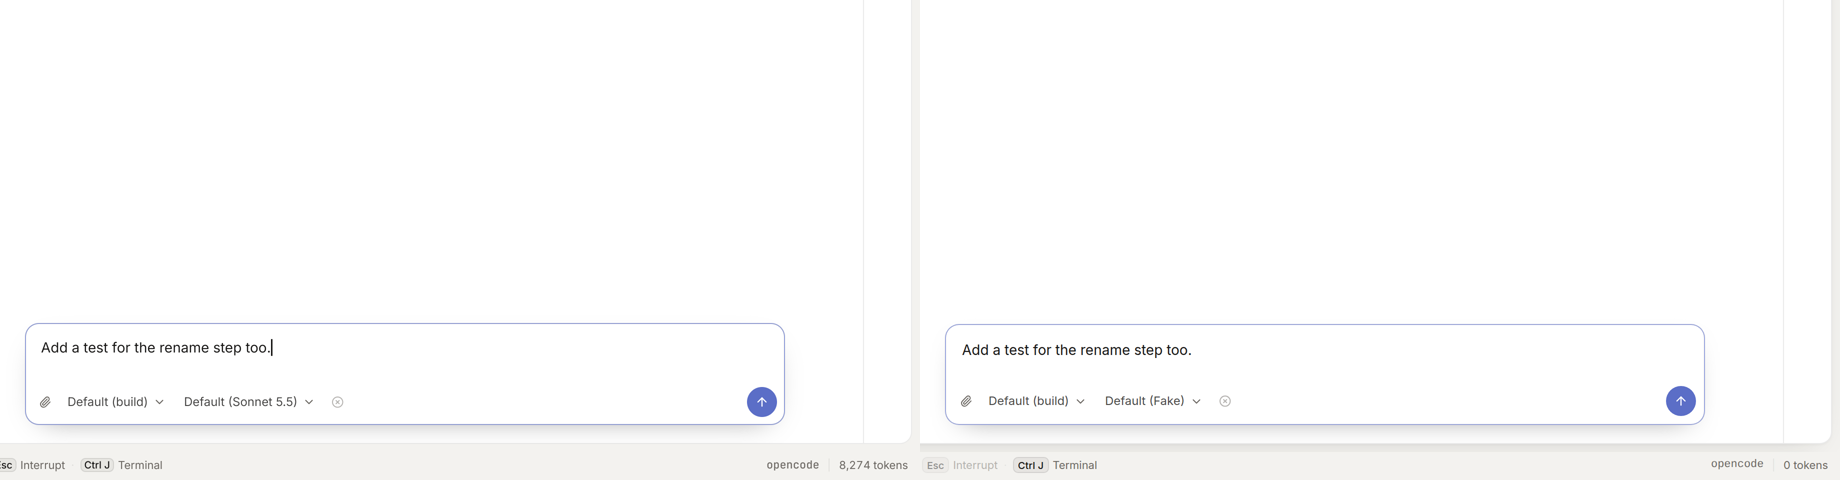 Add a test for the rename step too.
Default (build) Default (Sonnet 5.5)
sc Interrupt · Ctrl J Terminal opencode 8,274 tokens
Add a test for the rename step too.
Default (build) Default (Fake)
Esc Interrupt Ctrl J Terminal opencode 0 tokens